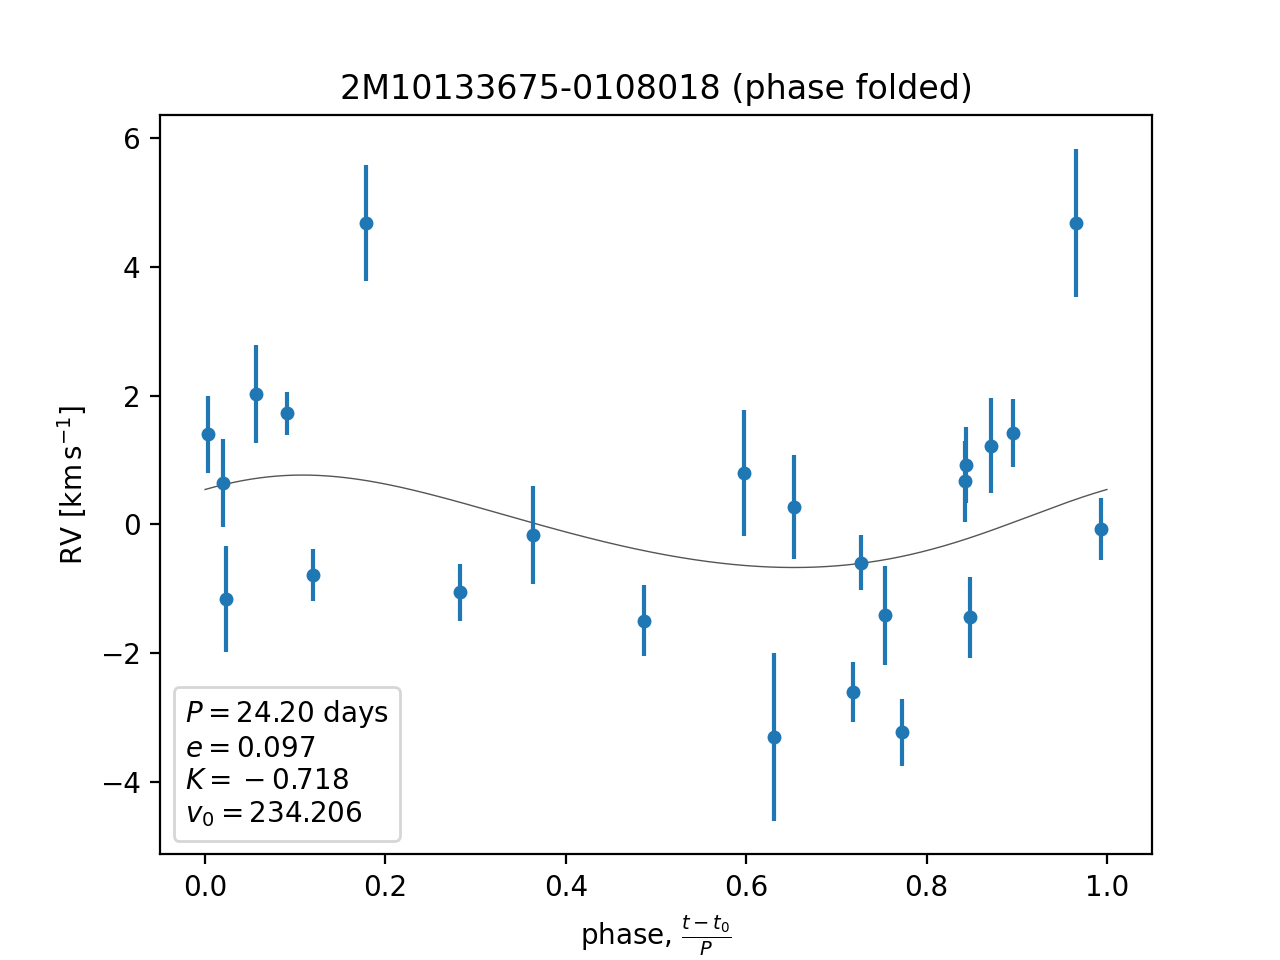 2M10133675-0108018 (phase folded)
6
4
2
0
−2
−4
RV [km s⁻¹]
P = 24.20 days
e = 0.097
K = −0.718
v₀ = 234.206
0.0 0.2 0.4 0.6 0.8 1.0
phase, (t − t₀)/P